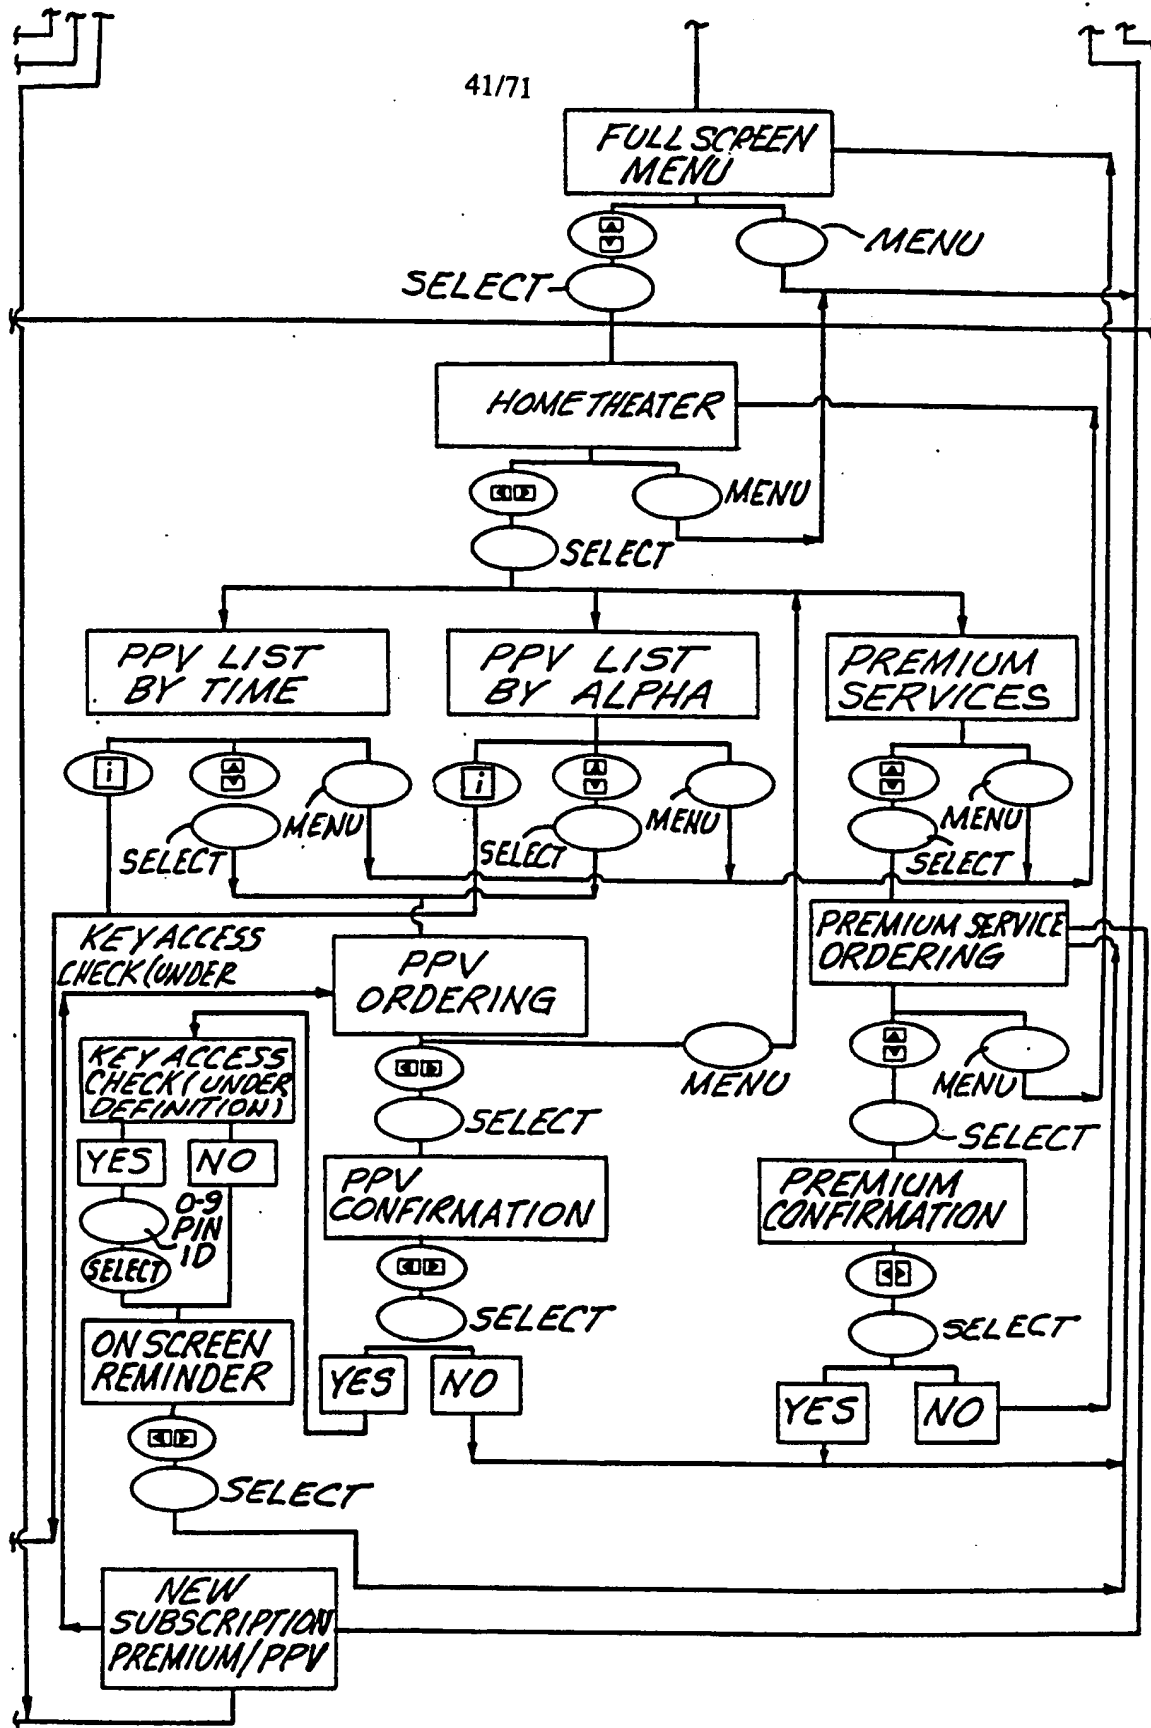 41/71
FULL SCREEN
MENU
MENU
SELECT
HOME THEATER
MENU
SELECT
PPV LIST
BY TIME
PPV LIST
BY ALPHA
PREMIUM
SERVICES
i
SELECT
MENU
i
SELECT
MENU
MENU
SELECT
KEY ACCESS
CHECK (UNDER
PPV
ORDERING
PREMIUM SERVICE
ORDERING
KEY ACCESS
CHECK (UNDER
DEFINITION)
MENU
MENU
SELECT
SELECT
YES
NO
PPV
CONFIRMATION
PREMIUM
CONFIRMATION
0-9
PIN
ID
SELECT
SELECT
SELECT
ON SCREEN
REMINDER
YES
NO
YES
NO
SELECT
NEW
SUBSCRIPTION
PREMIUM/PPV